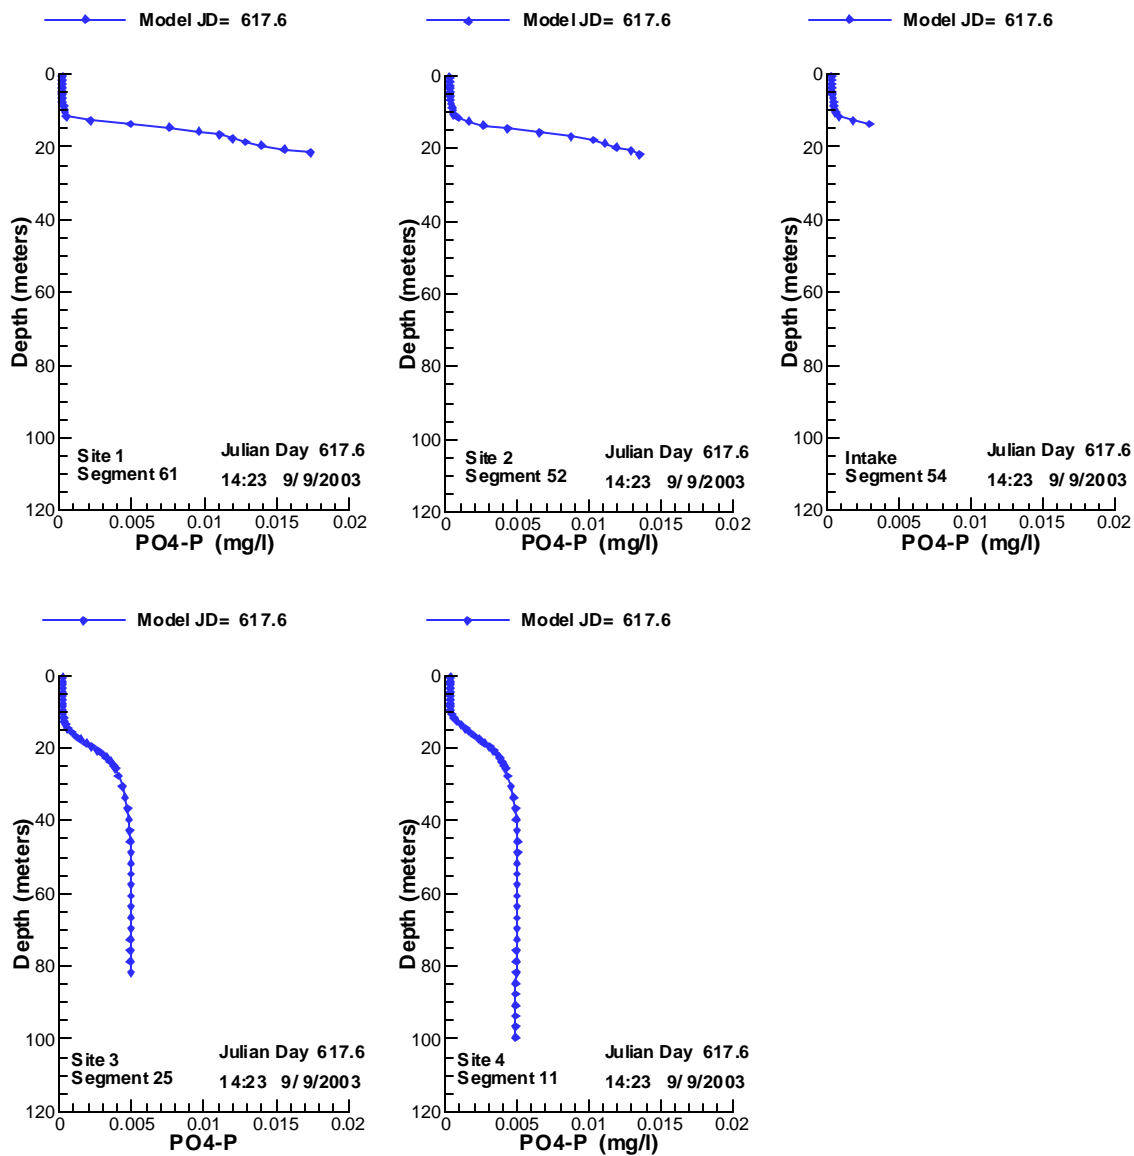 Model JD= 617.6
Model JD= 617.6
Model JD= 617.6
0
20
40
60
80
100
120
Depth (meters)
Site 1
Segment 61
Julian Day 617.6
14:23 9/ 9/2003
0 0.005 0.01 0.015 0.02
PO4-P (mg/l)
0
20
40
60
80
100
120
Depth (meters)
Site 2
Segment 52
Julian Day 617.6
14:23 9/ 9/2003
0 0.005 0.01 0.015 0.02
PO4-P (mg/l)
0
20
40
60
80
100
120
Depth (meters)
Intake
Segment 54
Julian Day 617.6
14:23 9/ 9/2003
0 0.005 0.01 0.015 0.02
PO4-P (mg/l)
Model JD= 617.6
Model JD= 617.6
0
20
40
60
80
100
120
Depth (meters)
Site 3
Segment 25
Julian Day 617.6
14:23 9/ 9/2003
0 0.005 0.01 0.015 0.02
PO4-P
0
20
40
60
80
100
120
Depth (meters)
Site 4
Segment 11
Julian Day 617.6
14:23 9/ 9/2003
0 0.005 0.01 0.015 0.02
PO4-P (mg/l)